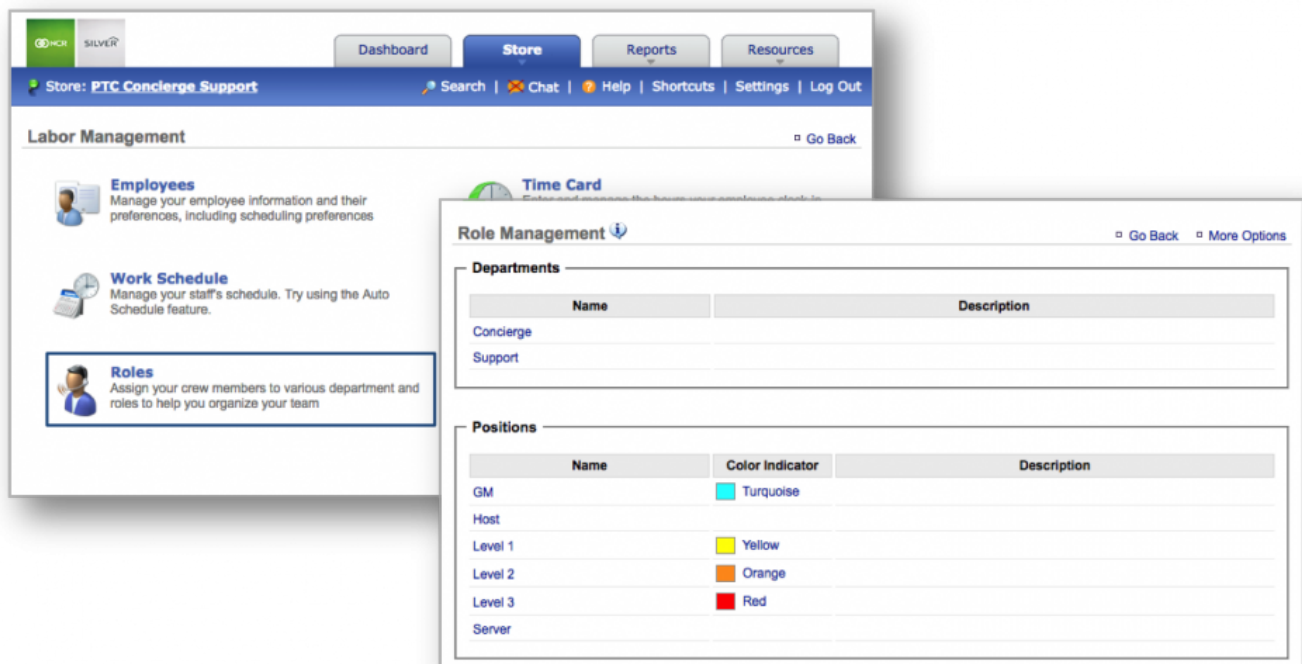 NCR SILVER
Dashboard Store Reports Resources
Store: PTC Concierge Support Search | Chat | Help | Shortcuts | Settings | Log Out
Labor Management Go Back
Employees
Manage your employee information and their
preferences, including scheduling preferences
Time Card
Work Schedule
Manage your staff's schedule. Try using the Auto
Schedule feature.
Roles
Assign your crew members to various department and
roles to help you organize your team
Role Management Go Back More Options
Departments
Name Description
Concierge
Support
Positions
Name Color Indicator Description
GM Turquoise
Host
Level 1 Yellow
Level 2 Orange
Level 3 Red
Server